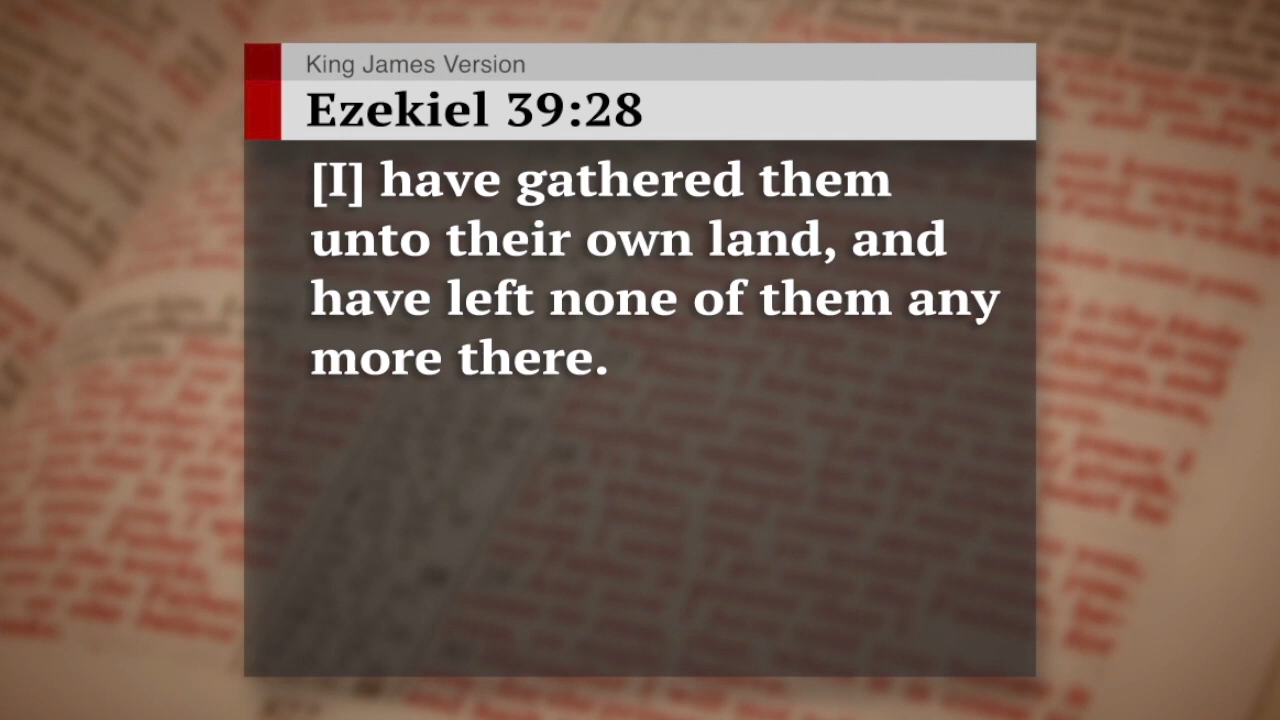 King James Version
Ezekiel 39:28
[I] have gathered them
unto their own land, and
have left none of them any
more there.